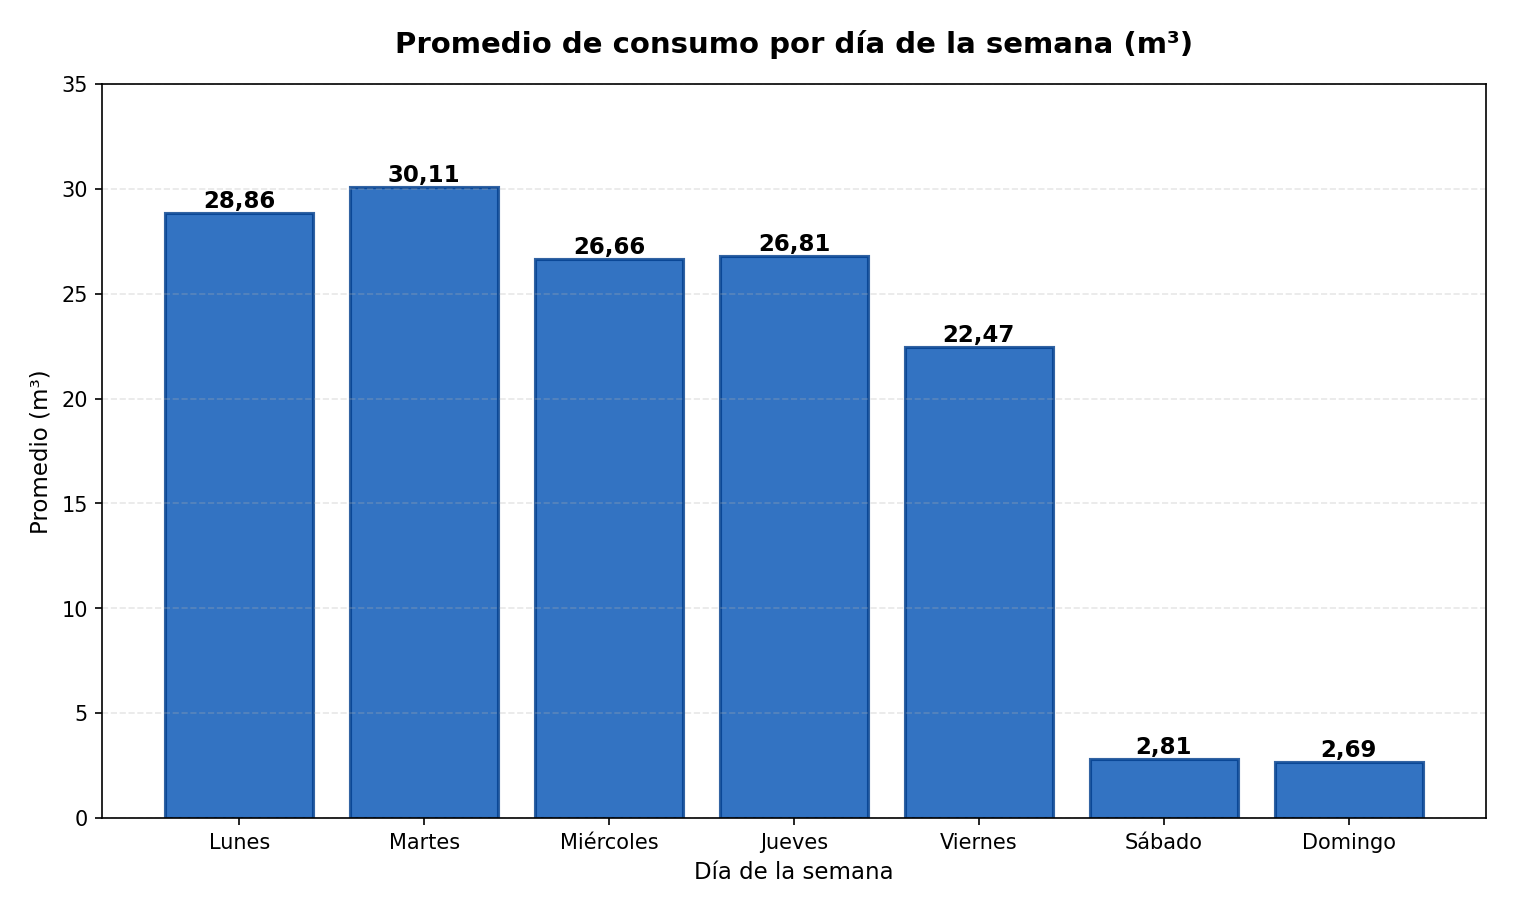 Promedio de consumo por día de la semana (m³)
Promedio (m³)
35
30
25
20
15
10
5
0
28,86
30,11
26,66
26,81
22,47
2,81
2,69
Lunes
Martes
Miércoles
Jueves
Viernes
Sábado
Domingo
Día de la semana